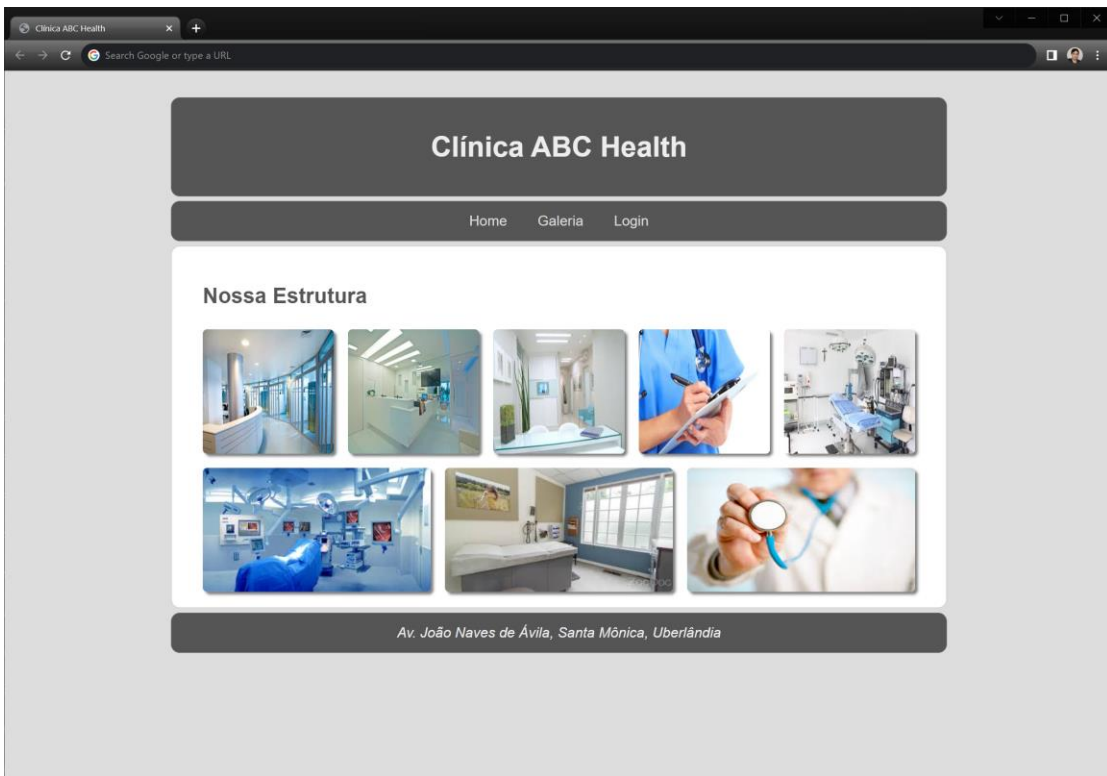 Clínica ABC Health
Search Google or type a URL
Clínica ABC Health
Home Galeria Login
Nossa Estrutura
ZocDoc
Av. João Naves de Ávila, Santa Mônica, Uberlândia